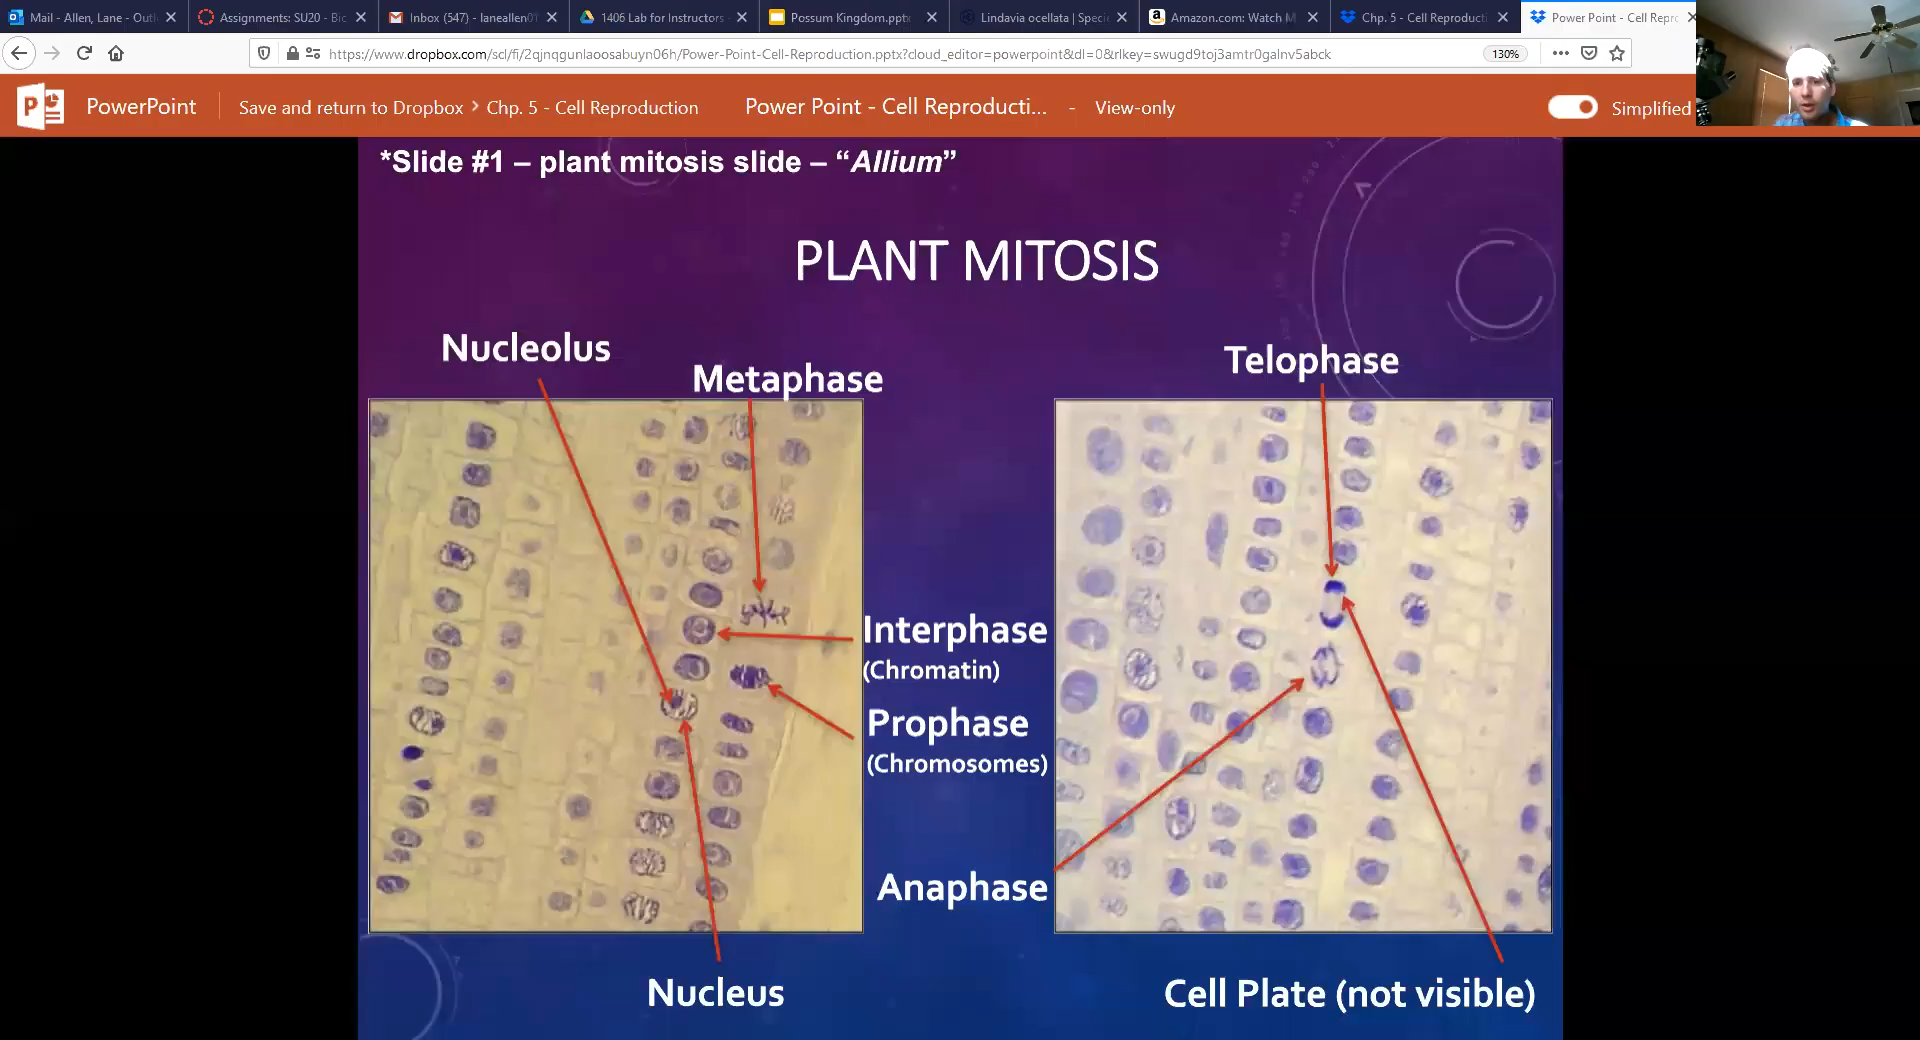 Mail - Allen, Lane - Outl
Assignments: SU20 - Bio
Inbox (547) - laneallen0
1406 Lab for Instructors -
Possum Kingdom.pptx
Lindavia ocellata | Speci
Amazon.com: Watch M
Chp. 5 - Cell Reproducti
Power Point - Cell Repro
https://www.dropbox.com/scl/fi/2qjnqgunlaoosabuyn06h/Power-Point-Cell-Reproduction.pptx?cloud_editor=powerpoint&dl=0&rlkey=swugd9toj3amtr0galnv5abck
130%
PowerPoint
Save and return to Dropbox > Chp. 5 - Cell Reproduction
Power Point - Cell Reproducti... - View-only
Simplified
*Slide #1 – plant mitosis slide – “Allium”
PLANT MITOSIS
Nucleolus
Metaphase
Telophase
Interphase
(Chromatin)
Prophase
(Chromosomes)
Anaphase
Nucleus
Cell Plate (not visible)